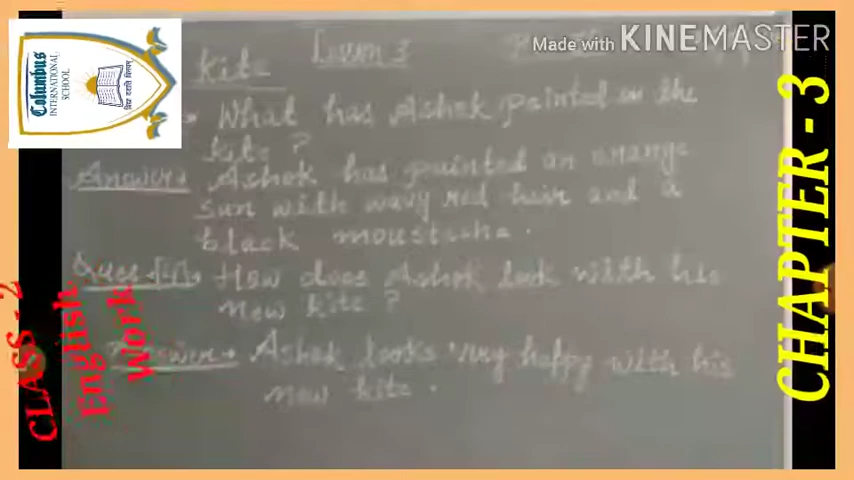 Made with KINEMASTER
Columbus
INTERNATIONAL
SCHOOL
Lesson 3
Kite
What has Ashok painted on the
kite ?
Answer → Ashok has painted an orange
sun with wavy red hair and a
black moustache.
Ques (ii) → How does Ashok look with his
new kite ?
Answer → Ashok looks very happy with his
new kite.
CLASS - 2
English
Work
CHAPTER - 3